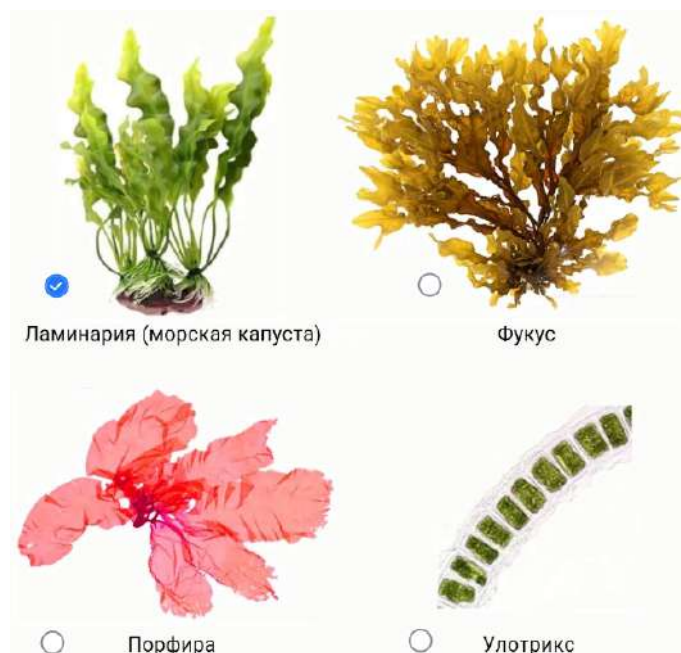 Ламинария (морская капуста)
Фукус
Порфира
Улотрикс